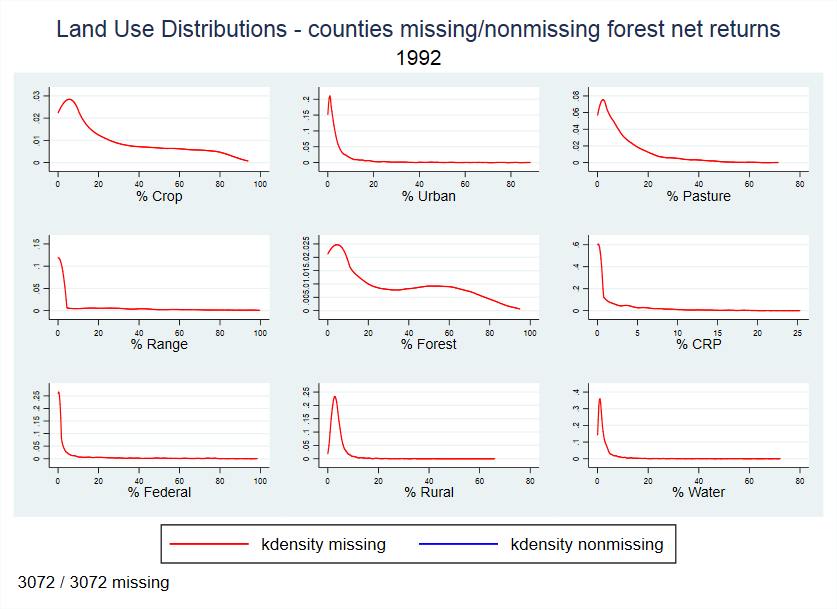 Land Use Distributions - counties missing/nonmissing forest net returns
1992
0 .01 .02 .03
0 20 40 60 80 100
% Crop
0 .05 .1 .15 .2
0 20 40 60 80
% Urban
0 .02 .04 .06 .08
0 20 40 60 80
% Pasture
0 .05 .1 .15
0 20 40 60 80 100
% Range
0 .005 .01 .015 .02 .025
0 20 40 60 80 100
% Forest
0 .2 .4 .6
0 5 10 15 20 25
% CRP
0 .05 .1 .15 .2 .25
0 20 40 60 80 100
% Federal
0 .05 .1 .15 .2 .25
0 20 40 60 80
% Rural
0 .1 .2 .3 .4
0 20 40 60 80
% Water
kdensity missing kdensity nonmissing
3072 / 3072 missing